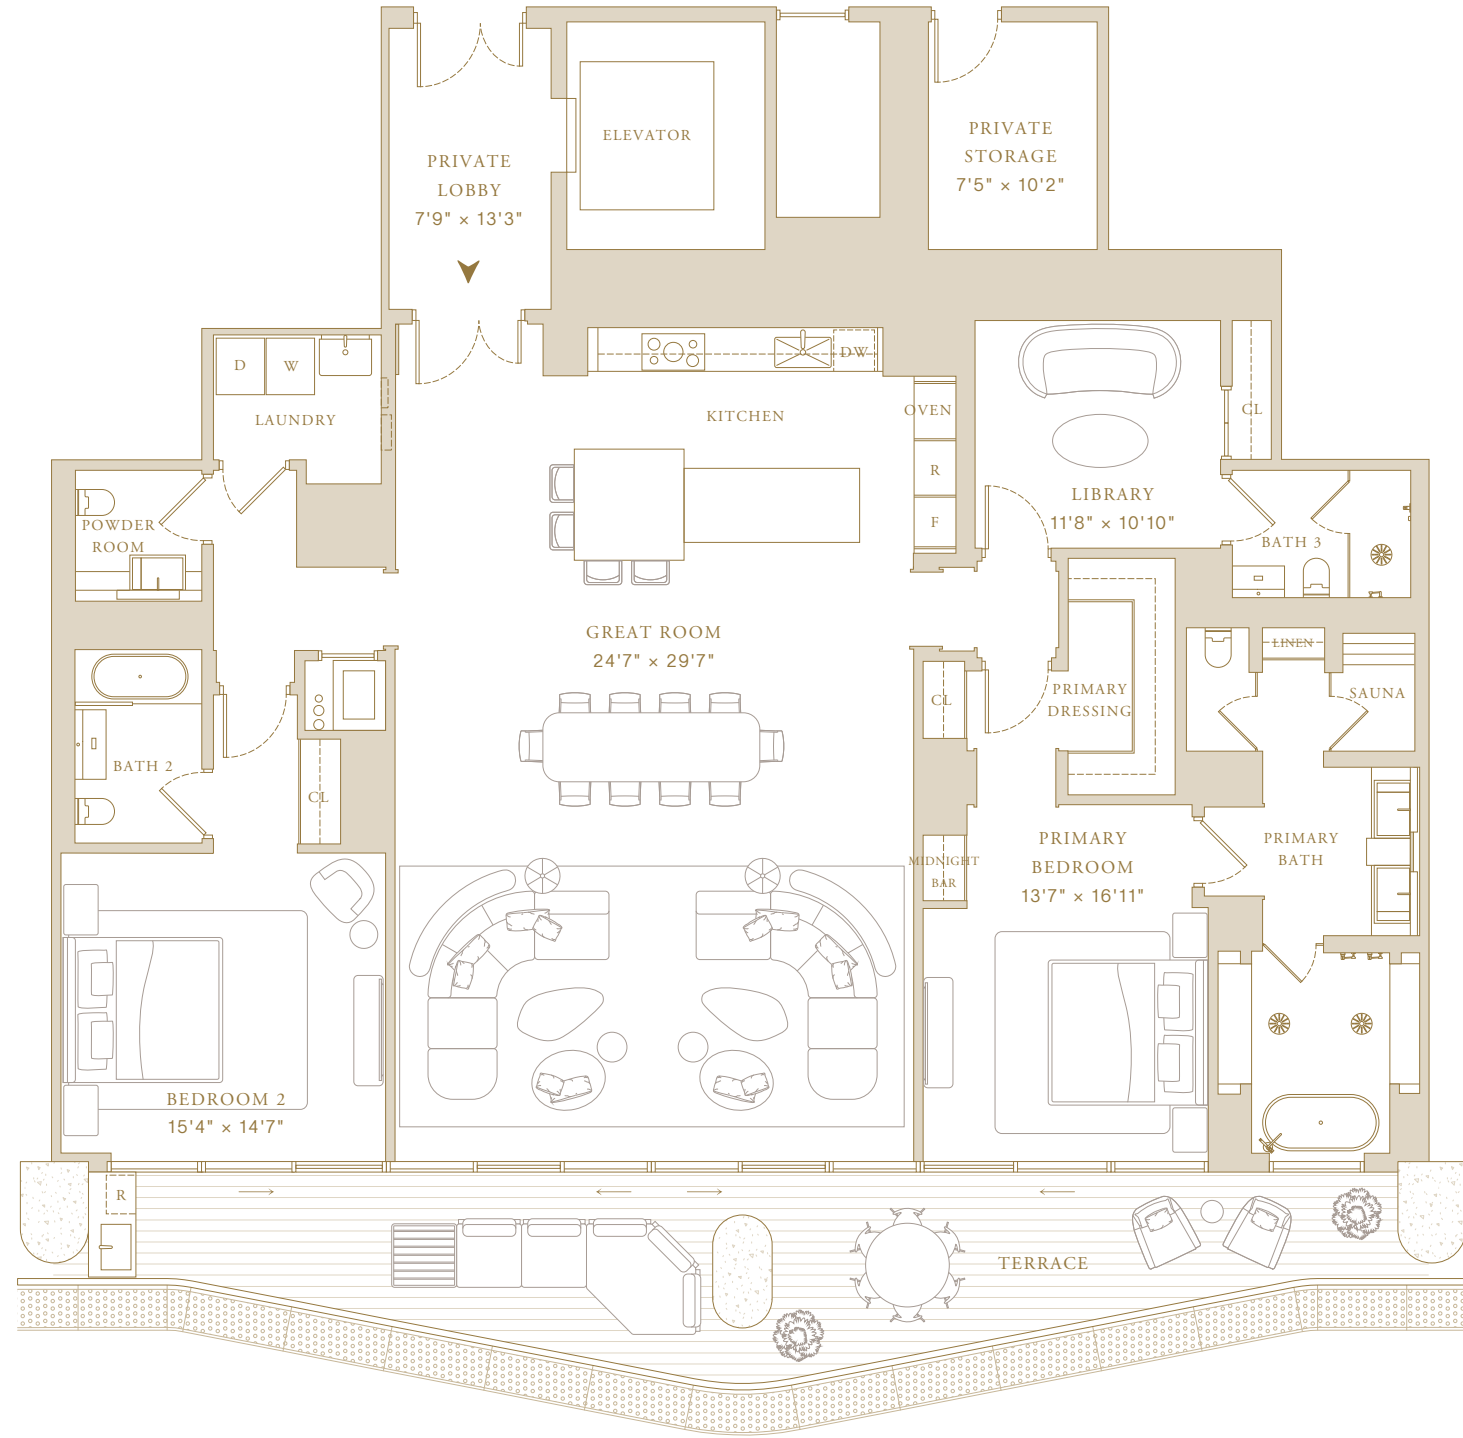 ELEVATOR
PRIVATE
STORAGE
7'5" × 10'2"
PRIVATE
LOBBY
7'9" × 13'3"
D
W
DW
LAUNDRY
KITCHEN
OVEN
CL
R
LIBRARY
11'8" × 10'10"
F
POWDER
ROOM
BATH 3
GREAT ROOM
24'7" × 29'7"
LINEN
CL
PRIMARY
DRESSING
SAUNA
BATH 2
CL
PRIMARY
BEDROOM
13'7" × 16'11"
PRIMARY
BATH
MIDNIGHT
BAR
BEDROOM 2
15'4" × 14'7"
R
TERRACE